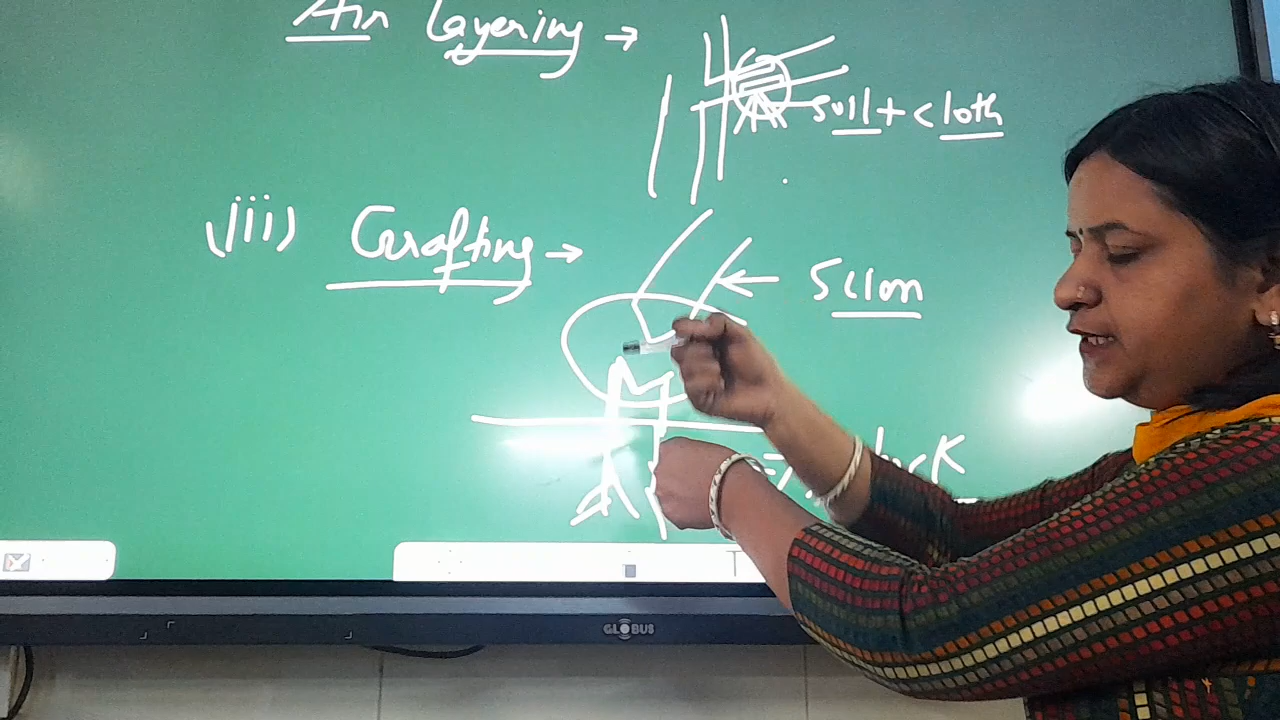 Air Layering →
soil + cloth
(iii) Grafting →
← Scion
GLOBUS